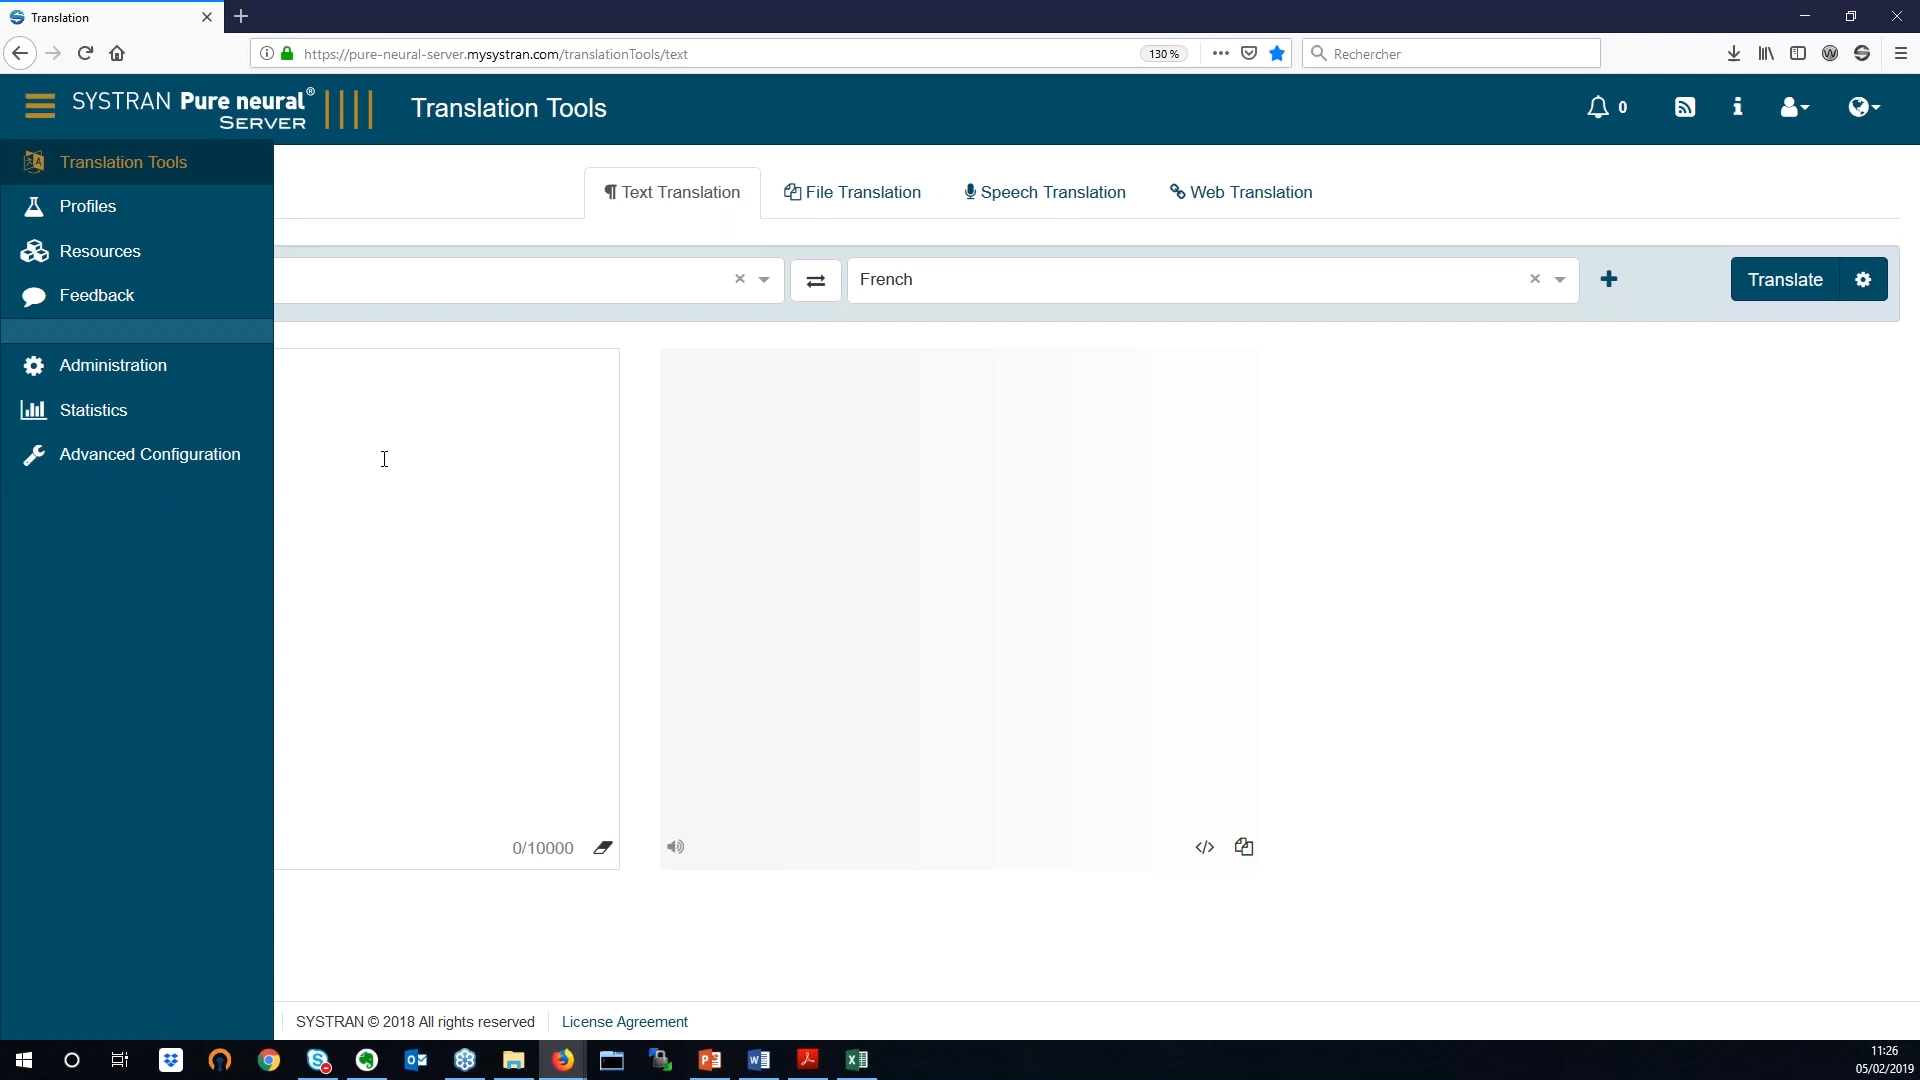 Translation
https://pure-neural-server.mysystran.com/translationTools/text
130 %
Rechercher
SYSTRAN Pure neural®
SERVER
Translation Tools
0
Translation Tools
Profiles
Resources
Feedback
Administration
Statistics
Advanced Configuration
Text Translation
File Translation
Speech Translation
Web Translation
French
Translate
0/10000
SYSTRAN © 2018 All rights reserved
License Agreement
11:26
05/02/2019